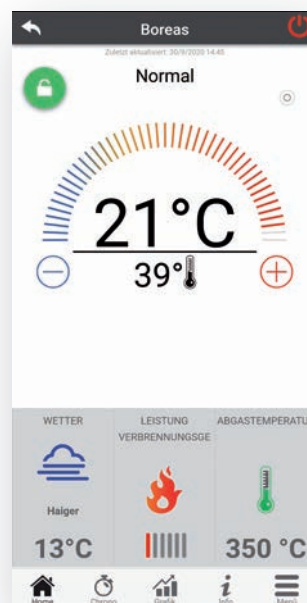 Boreas
Zuletzt aktualisiert: 30/9/2020 14:45
Normal
21°C
39°
WETTER
LEISTUNG
VERBRENNUNGSGE
ABGASTEMPERATU
Haiger
13°C
350 °C
Home
Chrono
Grafik
Info
Menü